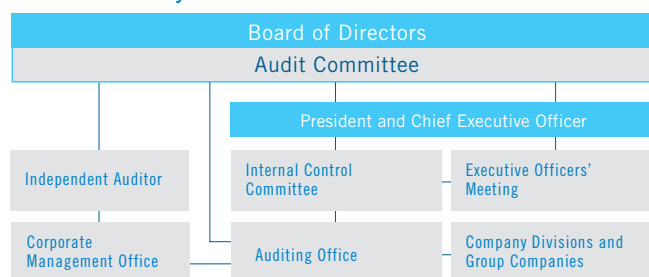 Board of Directors
Audit Committee
President and Chief Executive Officer
Independent Auditor
Internal Control
Committee
Executive Officers’
Meeting
Corporate
Management Office
Auditing Office
Company Divisions and
Group Companies